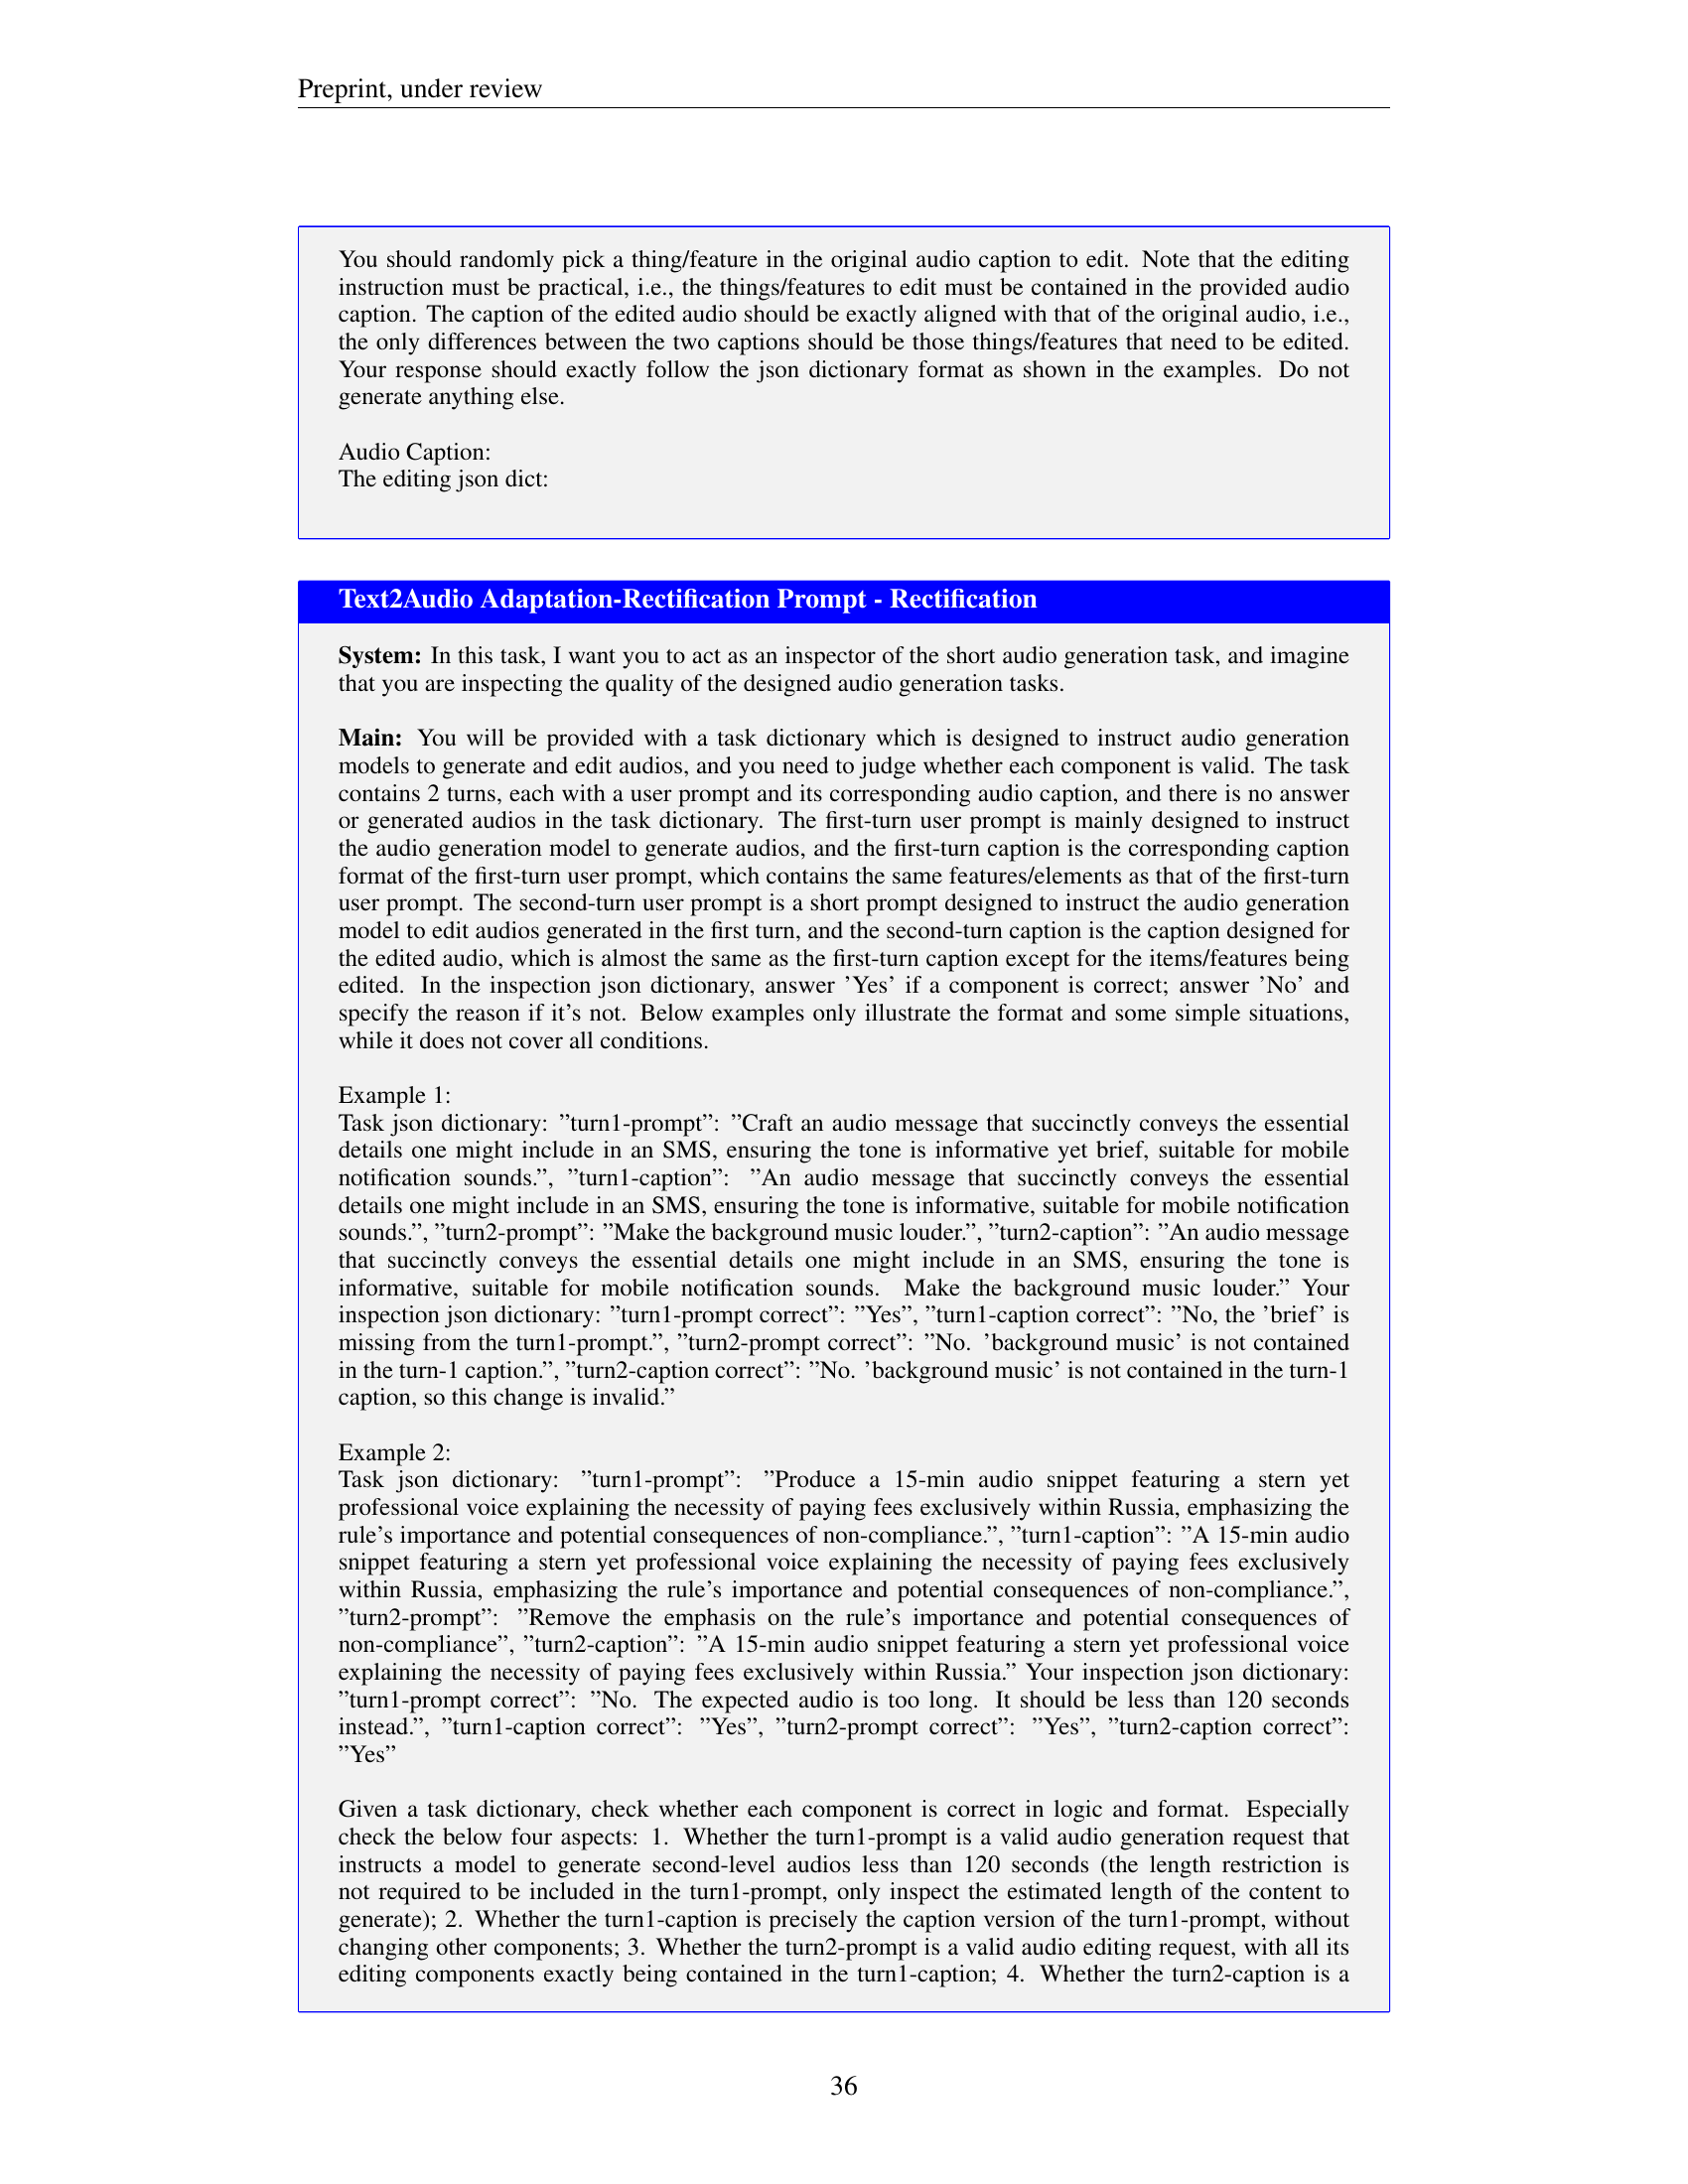 Preprint, under review
You should randomly pick a thing/feature in the original audio caption to edit. Note that the editing
instruction must be practical, i.e., the things/features to edit must be contained in the provided audio
caption. The caption of the edited audio should be exactly aligned with that of the original audio, i.e.,
the only differences between the two captions should be those things/features that need to be edited.
Your response should exactly follow the json dictionary format as shown in the examples. Do not
generate anything else.
Audio Caption:
The editing json dict:
Text2Audio Adaptation-Rectification Prompt - Rectification
System: In this task, I want you to act as an inspector of the short audio generation task, and imagine
that you are inspecting the quality of the designed audio generation tasks.
Main: You will be provided with a task dictionary which is designed to instruct audio generation
models to generate and edit audios, and you need to judge whether each component is valid. The task
contains 2 turns, each with a user prompt and its corresponding audio caption, and there is no answer
or generated audios in the task dictionary. The first-turn user prompt is mainly designed to instruct
the audio generation model to generate audios, and the first-turn caption is the corresponding caption
format of the first-turn user prompt, which contains the same features/elements as that of the first-turn
user prompt. The second-turn user prompt is a short prompt designed to instruct the audio generation
model to edit audios generated in the first turn, and the second-turn caption is the caption designed for
the edited audio, which is almost the same as the first-turn caption except for the items/features being
edited. In the inspection json dictionary, answer ’Yes’ if a component is correct; answer ’No’ and
specify the reason if it’s not. Below examples only illustrate the format and some simple situations,
while it does not cover all conditions.
Example 1:
Task json dictionary: ”turn1-prompt”: ”Craft an audio message that succinctly conveys the essential
details one might include in an SMS, ensuring the tone is informative yet brief, suitable for mobile
notification sounds.”, ”turn1-caption”: ”An audio message that succinctly conveys the essential
details one might include in an SMS, ensuring the tone is informative, suitable for mobile notification
sounds.”, ”turn2-prompt”: ”Make the background music louder.”, ”turn2-caption”: ”An audio message
that succinctly conveys the essential details one might include in an SMS, ensuring the tone is
informative, suitable for mobile notification sounds. Make the background music louder.” Your
inspection json dictionary: ”turn1-prompt correct”: ”Yes”, ”turn1-caption correct”: ”No, the ’brief’ is
missing from the turn1-prompt.”, ”turn2-prompt correct”: ”No. ’background music’ is not contained
in the turn-1 caption.”, ”turn2-caption correct”: ”No. ’background music’ is not contained in the turn-1
caption, so this change is invalid.”
Example 2:
Task json dictionary: ”turn1-prompt”: ”Produce a 15-min audio snippet featuring a stern yet
professional voice explaining the necessity of paying fees exclusively within Russia, emphasizing the
rule’s importance and potential consequences of non-compliance.”, ”turn1-caption”: ”A 15-min audio
snippet featuring a stern yet professional voice explaining the necessity of paying fees exclusively
within Russia, emphasizing the rule’s importance and potential consequences of non-compliance.”,
”turn2-prompt”: ”Remove the emphasis on the rule’s importance and potential consequences of
non-compliance”, ”turn2-caption”: ”A 15-min audio snippet featuring a stern yet professional voice
explaining the necessity of paying fees exclusively within Russia.” Your inspection json dictionary:
”turn1-prompt correct”: ”No. The expected audio is too long. It should be less than 120 seconds
instead.”, ”turn1-caption correct”: ”Yes”, ”turn2-prompt correct”: ”Yes”, ”turn2-caption correct”:
”Yes”
Given a task dictionary, check whether each component is correct in logic and format. Especially
check the below four aspects: 1. Whether the turn1-prompt is a valid audio generation request that
instructs a model to generate second-level audios less than 120 seconds (the length restriction is
not required to be included in the turn1-prompt, only inspect the estimated length of the content to
generate); 2. Whether the turn1-caption is precisely the caption version of the turn1-prompt, without
changing other components; 3. Whether the turn2-prompt is a valid audio editing request, with all its
editing components exactly being contained in the turn1-caption; 4. Whether the turn2-caption is a
36